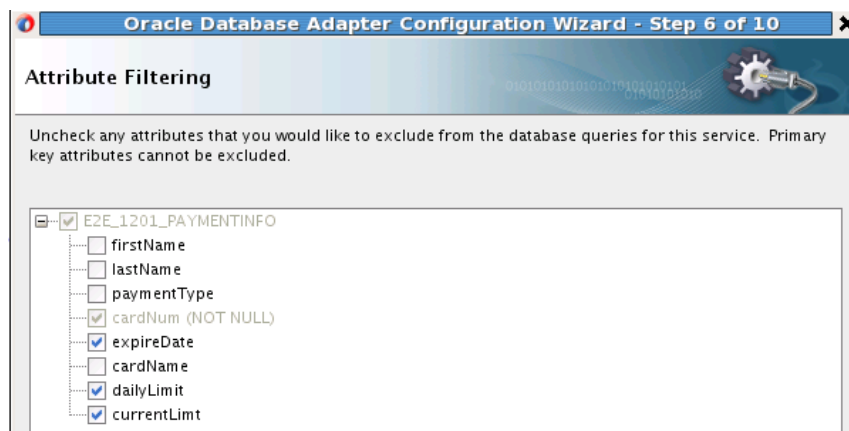 Oracle Database Adapter Configuration Wizard - Step 6 of 10
Attribute Filtering
Uncheck any attributes that you would like to exclude from the database queries for this service. Primary
key attributes cannot be excluded.
E2E_1201_PAYMENTINFO
firstName
lastName
paymentType
cardNum (NOT NULL)
expireDate
cardName
dailyLimit
currentLimt